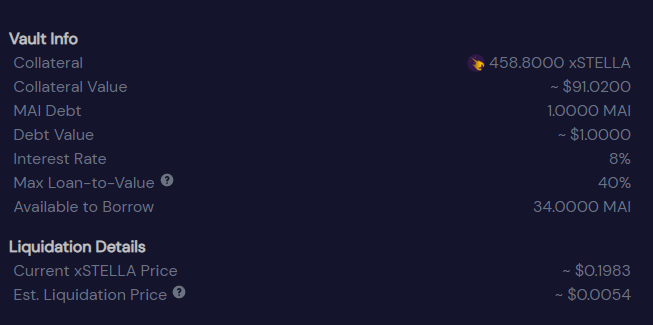 Vault Info
Collateral 458.8000 xSTELLA
Collateral Value ~ $91.0200
MAI Debt 1.0000 MAI
Debt Value ~ $1.0000
Interest Rate 8%
Max Loan-to-Value ? 40%
Available to Borrow 34.0000 MAI
Liquidation Details
Current xSTELLA Price ~ $0.1983
Est. Liquidation Price ? ~ $0.0054